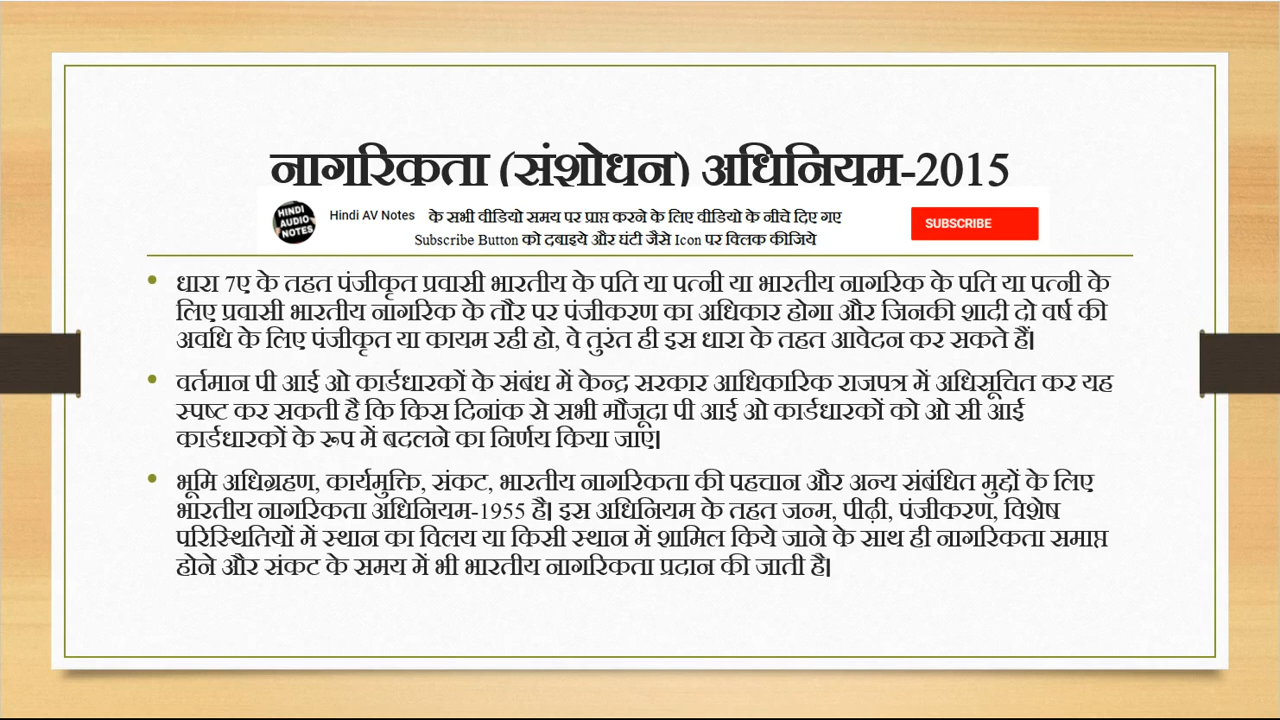 नागरिकता (संशोधन) अधिनियम-2015
HINDI
AUDIO
NOTES
Hindi AV Notes के सभी वीडियो समय पर प्राप्त करने के लिए वीडियो के नीचे दिए गए
Subscribe Button को दबाइये और घंटी जैसे Icon पर क्लिक कीजिये
SUBSCRIBE
• धारा 7ए के तहत पंजीकृत प्रवासी भारतीय के पति या पत्नी या भारतीय नागरिक के पति या पत्नी के
लिए प्रवासी भारतीय नागरिक के तौर पर पंजीकरण का अधिकार होगा और जिनकी शादी दो वर्ष की
अवधि के लिए पंजीकृत या कायम रही हो, वे तुरंत ही इस धारा के तहत आवेदन कर सकते हैं।
• वर्तमान पी आई ओ कार्डधारकों के संबंध में केन्द्र सरकार आधिकारिक राजपत्र में अधिसूचित कर यह
स्पष्ट कर सकती है कि किस दिनांक से सभी मौजूदा पी आई ओ कार्डधारकों को ओ सी आई
कार्डधारकों के रूप में बदलने का निर्णय किया जाए।
• भूमि अधिग्रहण, कार्यमुक्ति, संकट, भारतीय नागरिकता की पहचान और अन्य संबंधित मुद्दों के लिए
भारतीय नागरिकता अधिनियम-1955 है। इस अधिनियम के तहत जन्म, पीढ़ी, पंजीकरण, विशेष
परिस्थितियों में स्थान का विलय या किसी स्थान में शामिल किये जाने के साथ ही नागरिकता समाप्त
होने और संकट के समय में भी भारतीय नागरिकता प्रदान की जाती है।